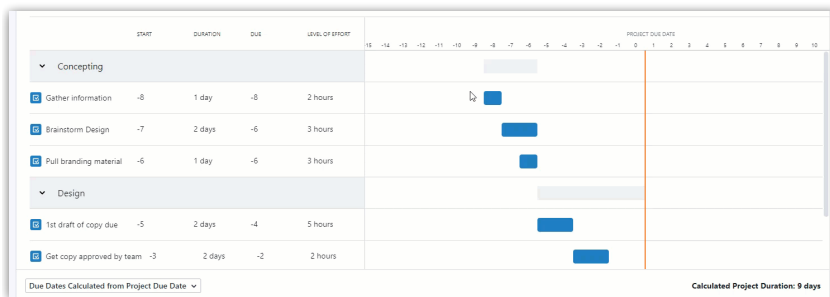 START DURATION DUE LEVEL OF EFFORT PROJECT DUE DATE
15 -14 -13 -12 -11 -10 -9 -8 -7 -6 -5 -4 -3 -2 -1 0 1 2 3 4 5 6 7 8 9 10
Concepting
Gather information -8 1 day -8 2 hours
Brainstorm Design -7 2 days -6 3 hours
Pull branding material -6 1 day -6 3 hours
Design
1st draft of copy due -5 2 days -4 5 hours
Get copy approved by team -3 2 days -2 2 hours
Due Dates Calculated from Project Due Date Calculated Project Duration: 9 days